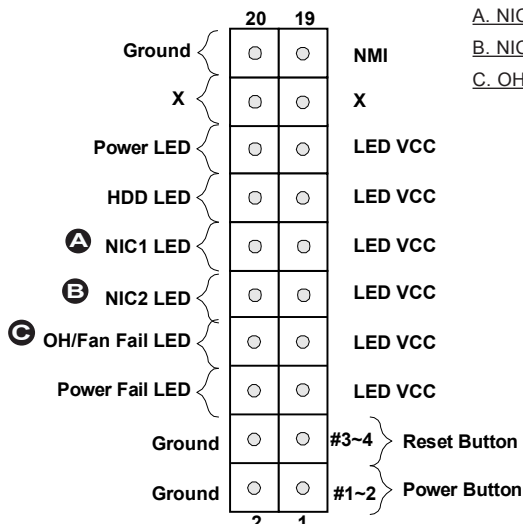 20 19
A. NIC
Ground NMI
B. NIC
C. OH
X X
Power LED LED VCC
HDD LED LED VCC
A NIC1 LED LED VCC
B NIC2 LED LED VCC
C OH/Fan Fail LED LED VCC
Power Fail LED LED VCC
Ground #3~4 Reset Button
Ground #1~2 Power Button
2 1